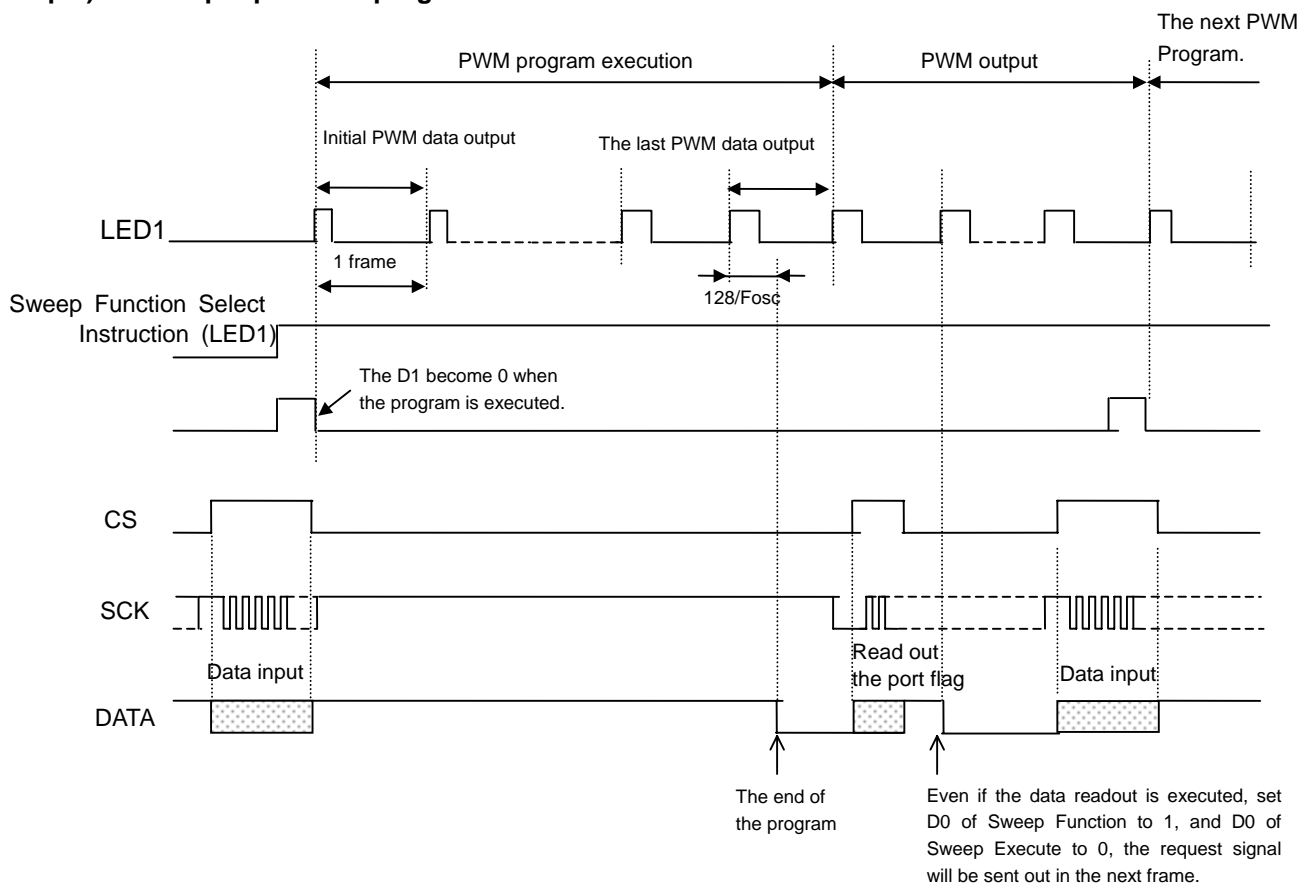 The next PWM
Program.
PWM program execution
PWM output
Initial PWM data output
The last PWM data output
LED1
1 frame
128/Fosc
Sweep Function Select
Instruction (LED1)
The D1 become 0 when
the program is executed.
CS
SCK
Data input
Read out
the port flag
Data input
DATA
The end of
the program
Even if the data readout is executed, set
D0 of Sweep Function to 1, and D0 of
Sweep Execute to 0, the request signal
will be sent out in the next frame.